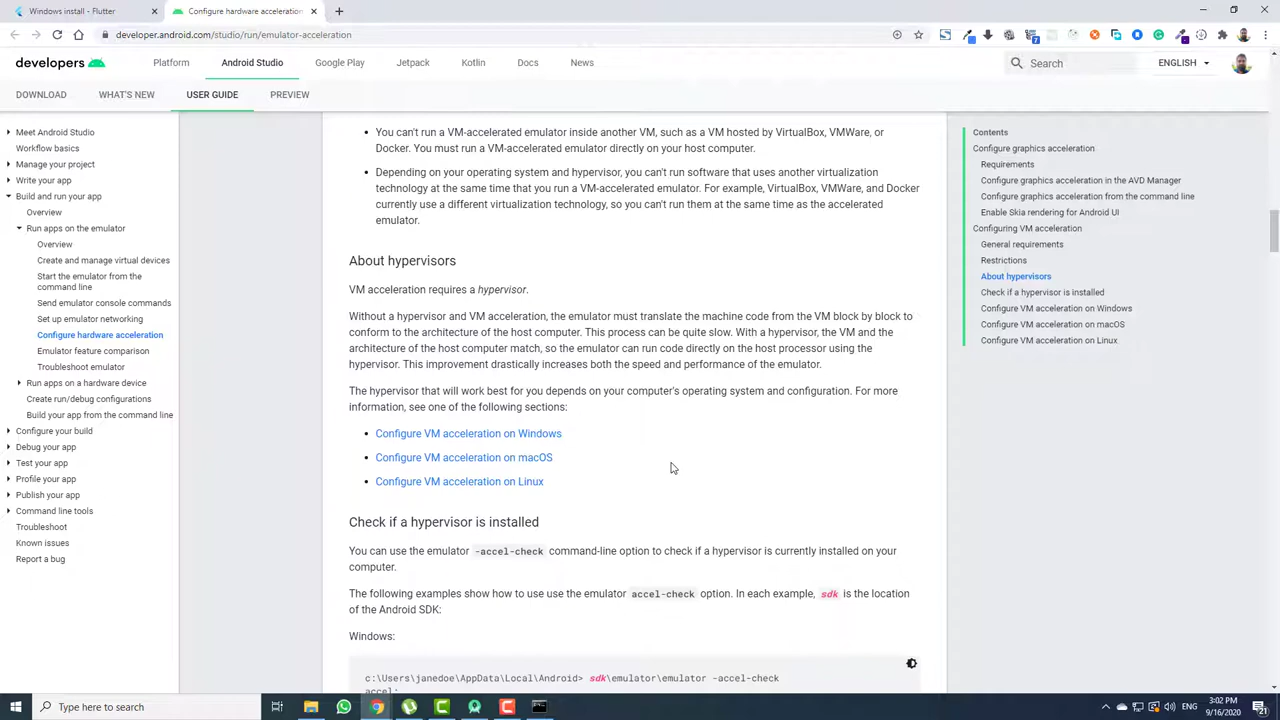 Windows install - Flutter
Configure hardware acceleration
developer.android.com/studio/run/emulator-acceleration
developers
Platform
Android Studio
Google Play
Jetpack
Kotlin
Docs
News
Search
ENGLISH
DOWNLOAD
WHAT'S NEW
USER GUIDE
PREVIEW
Meet Android Studio
Workflow basics
Manage your project
Write your app
Build and run your app
Overview
Run apps on the emulator
Overview
Create and manage virtual devices
Start the emulator from the
command line
Send emulator console commands
Set up emulator networking
Configure hardware acceleration
Emulator feature comparison
Troubleshoot emulator
Run apps on a hardware device
Create run/debug configurations
Build your app from the command line
Configure your build
Debug your app
Test your app
Profile your app
Publish your app
Command line tools
Troubleshoot
Known issues
Report a bug
You can't run a VM-accelerated emulator inside another VM, such as a VM hosted by VirtualBox, VMWare, or
Docker. You must run a VM-accelerated emulator directly on your host computer.
Depending on your operating system and hypervisor, you can't run software that uses another virtualization
technology at the same time that you run a VM-accelerated emulator. For example, VirtualBox, VMWare, and Docker
currently use a different virtualization technology, so you can't run them at the same time as the accelerated
emulator.
About hypervisors
VM acceleration requires a hypervisor.
Without a hypervisor and VM acceleration, the emulator must translate the machine code from the VM block by block to
conform to the architecture of the host computer. This process can be quite slow. With a hypervisor, the VM and the
architecture of the host computer match, so the emulator can run code directly on the host processor using the
hypervisor. This improvement drastically increases both the speed and performance of the emulator.
The hypervisor that will work best for you depends on your computer's operating system and configuration. For more
information, see one of the following sections:
Configure VM acceleration on Windows
Configure VM acceleration on macOS
Configure VM acceleration on Linux
Check if a hypervisor is installed
You can use the emulator -accel-check command-line option to check if a hypervisor is currently installed on your
computer.
The following examples show how to use use the emulator accel-check option. In each example, sdk is the location
of the Android SDK:
Windows:
c:\Users\janedoe\AppData\Local\Android> sdk\emulator\emulator -accel-check
accel:
Contents
Configure graphics acceleration
Requirements
Configure graphics acceleration in the AVD Manager
Configure graphics acceleration from the command line
Enable Skia rendering for Android UI
Configuring VM acceleration
General requirements
Restrictions
About hypervisors
Check if a hypervisor is installed
Configure VM acceleration on Windows
Configure VM acceleration on macOS
Configure VM acceleration on Linux
Type here to search
ENG
3:02 PM
9/16/2020